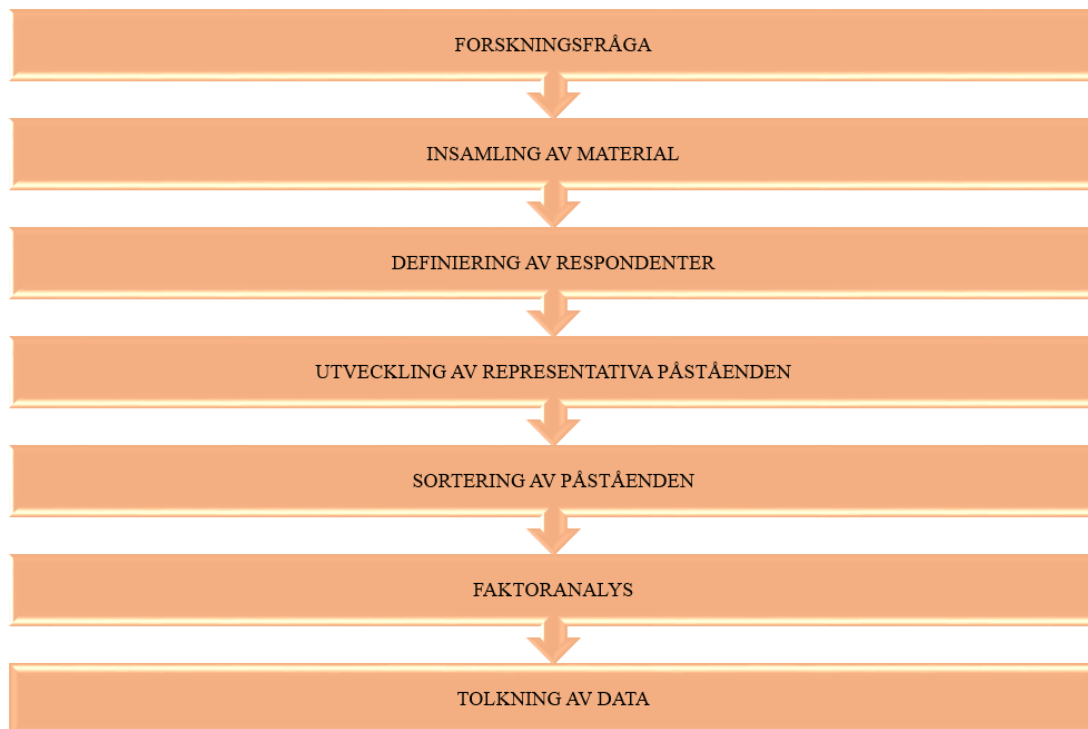 FORSKNINGSFRÅGA
INSAMLING AV MATERIAL
DEFINIERING AV RESPONDENTER
UTVECKLING AV REPRESENTATIVA PÅSTÅENDEN
SORTERING AV PÅSTÅENDEN
FAKTORANALYS
TOLKNING AV DATA